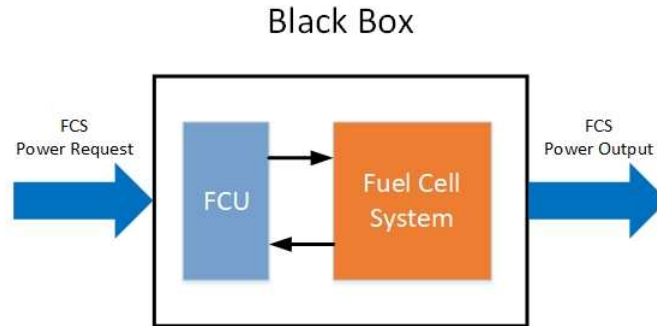 Black Box
FCS
Power Request
FCU
Fuel Cell
System
FCS
Power Output